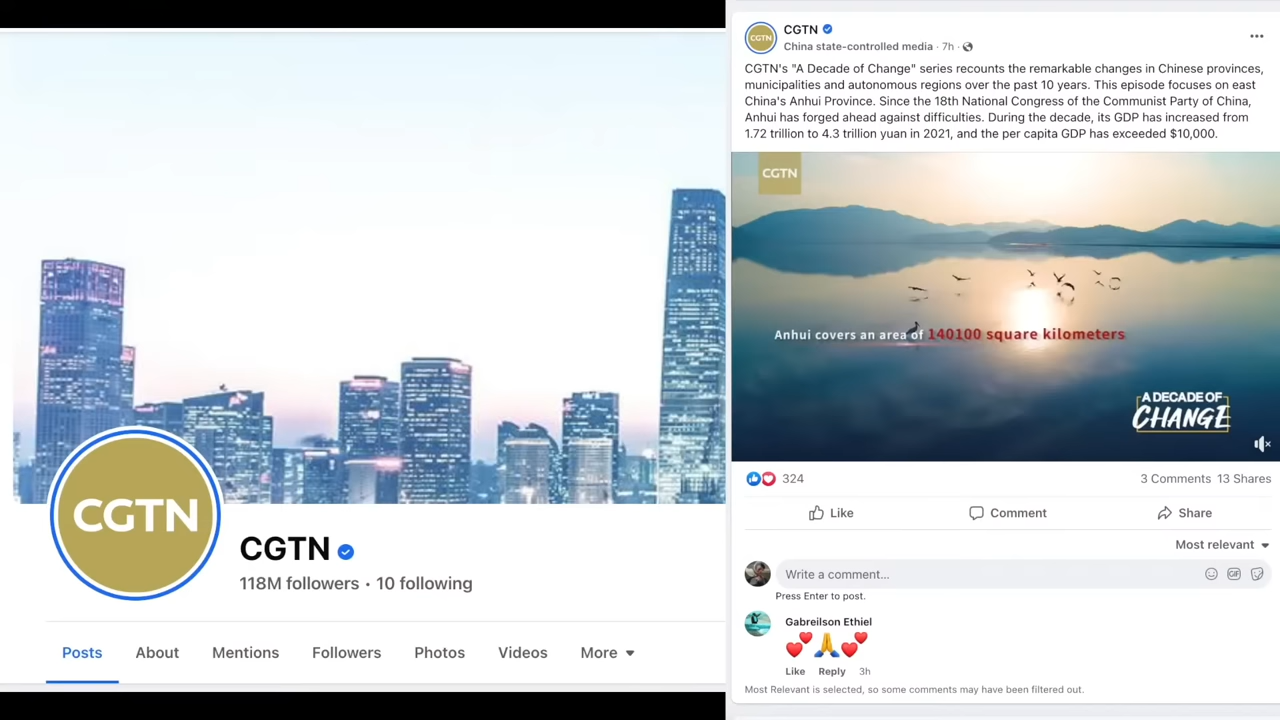 CGTN
CGTN
118M followers · 10 following
Posts
About
Mentions
Followers
Photos
Videos
More
CGTN
CGTN
China state-controlled media · 7h ·
CGTN's "A Decade of Change" series recounts the remarkable changes in Chinese provinces,
municipalities and autonomous regions over the past 10 years. This episode focuses on east
China's Anhui Province. Since the 18th National Congress of the Communist Party of China,
Anhui has forged ahead against difficulties. During the decade, its GDP has increased from
1.72 trillion to 4.3 trillion yuan in 2021, and the per capita GDP has exceeded $10,000.
CGTN
Anhui covers an area of 140100 square kilometers
A DECADE OF
CHANGE
324
3 Comments 13 Shares
Like
Comment
Share
Most relevant
Write a comment...
GIF
Press Enter to post.
Gabreilson Ethiel
Like Reply 3h
Most Relevant is selected, so some comments may have been filtered out.